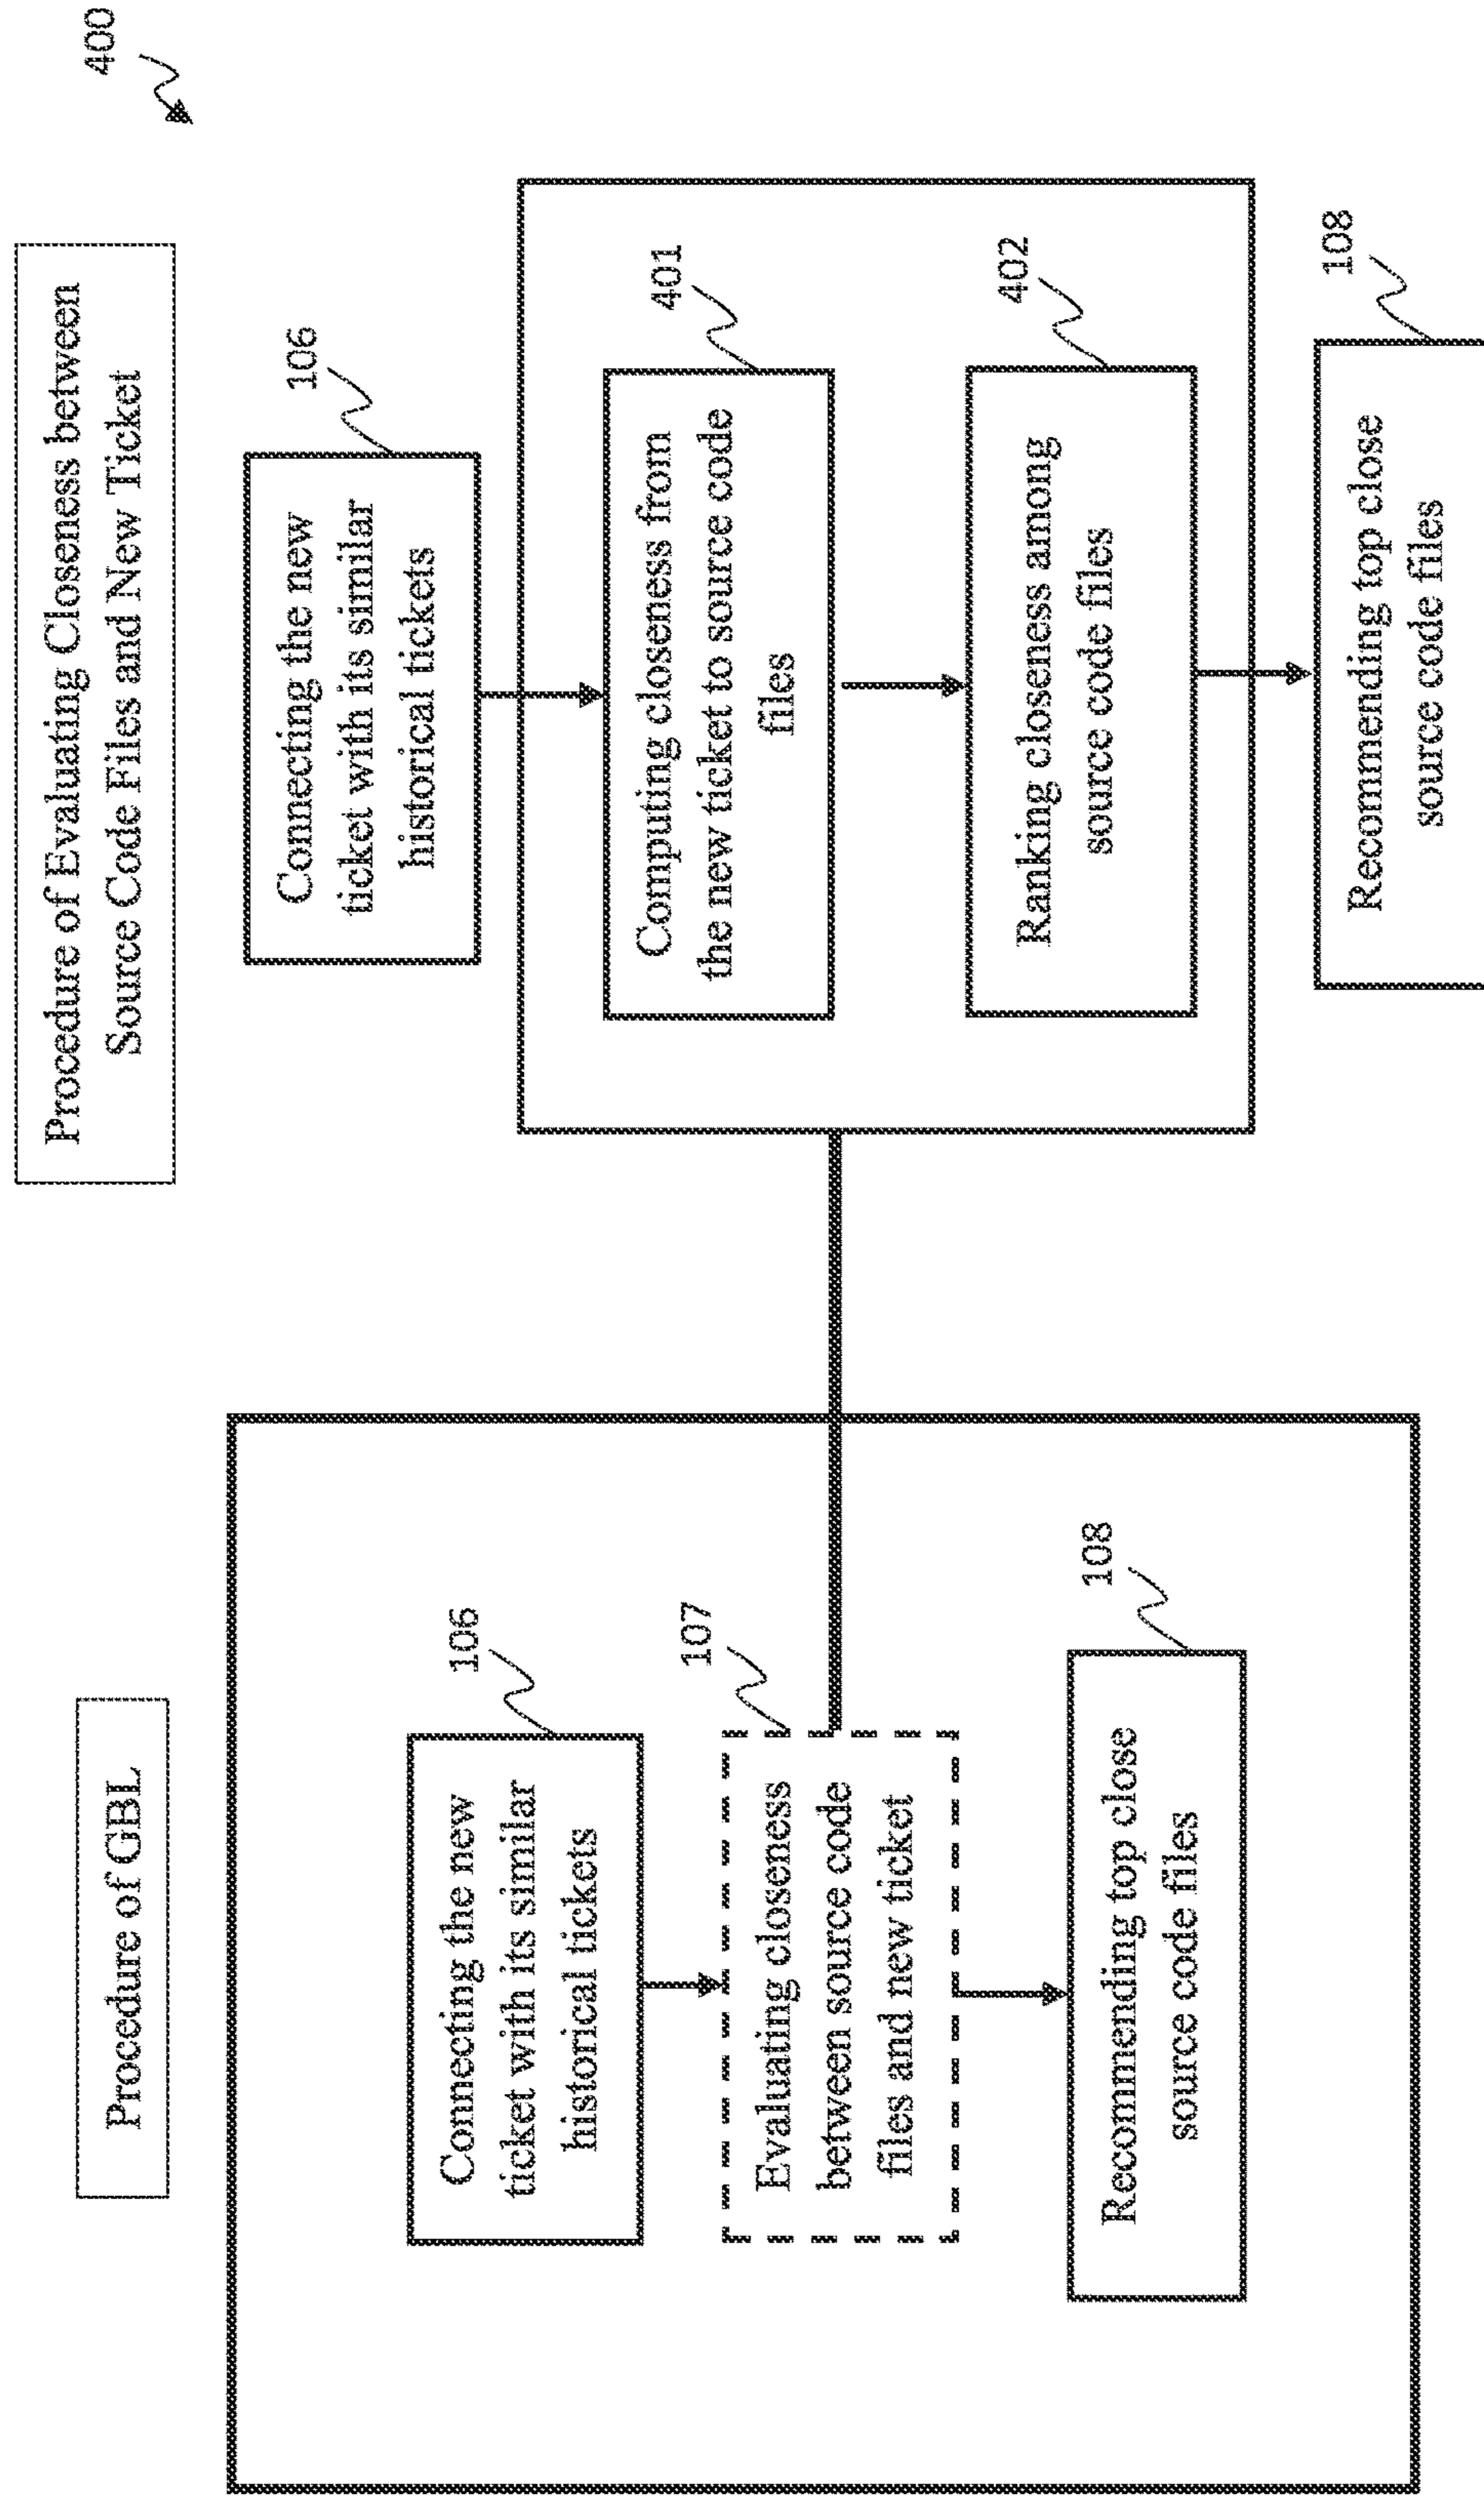 400
Procedure of GBL
106
Connecting the new
ticket with its similar
historical tickets
107
Evaluating closeness
between source code
files and new ticket
108
Recommending top close
source code files
Procedure of Evaluating Closeness between
Source Code Files and New Ticket
106
Connecting the new
ticket with its similar
historical tickets
401
Computing closeness from
the new ticket to source code
files
402
Ranking closeness among
source code files
108
Recommending top close
source code files